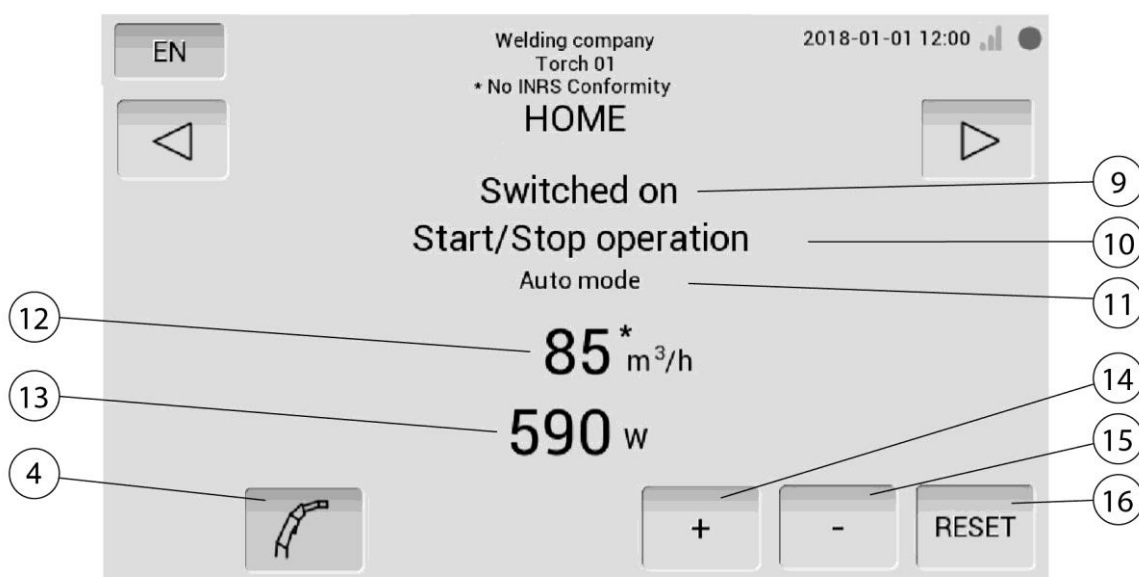 EN
Welding company
Torch 01
* No INRS Conformity
HOME
2018-01-01 12:00
Switched on
9
Start/Stop operation
10
Auto mode
11
12
85 * m³/h
13
590 W
14
15
4
16
+
-
RESET